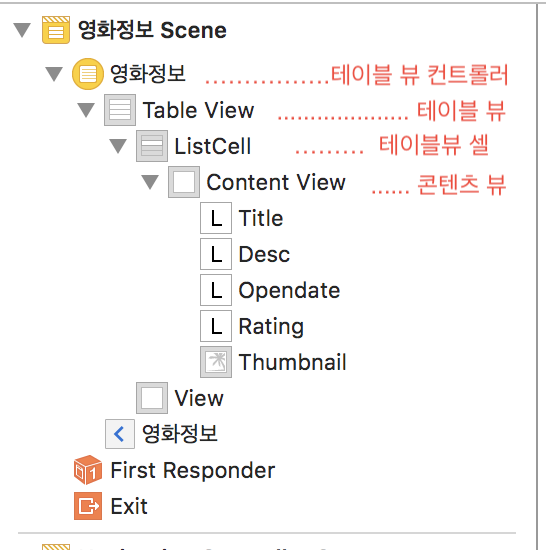 영화정보 Scene
영화정보 ................테이블 뷰 컨트롤러
Table View .................... 테이블 뷰
ListCell ......... 테이블뷰 셀
Content View ...... 콘텐츠 뷰
L Title
L Desc
L Opendate
L Rating
Thumbnail
View
영화정보
1 First Responder
Exit